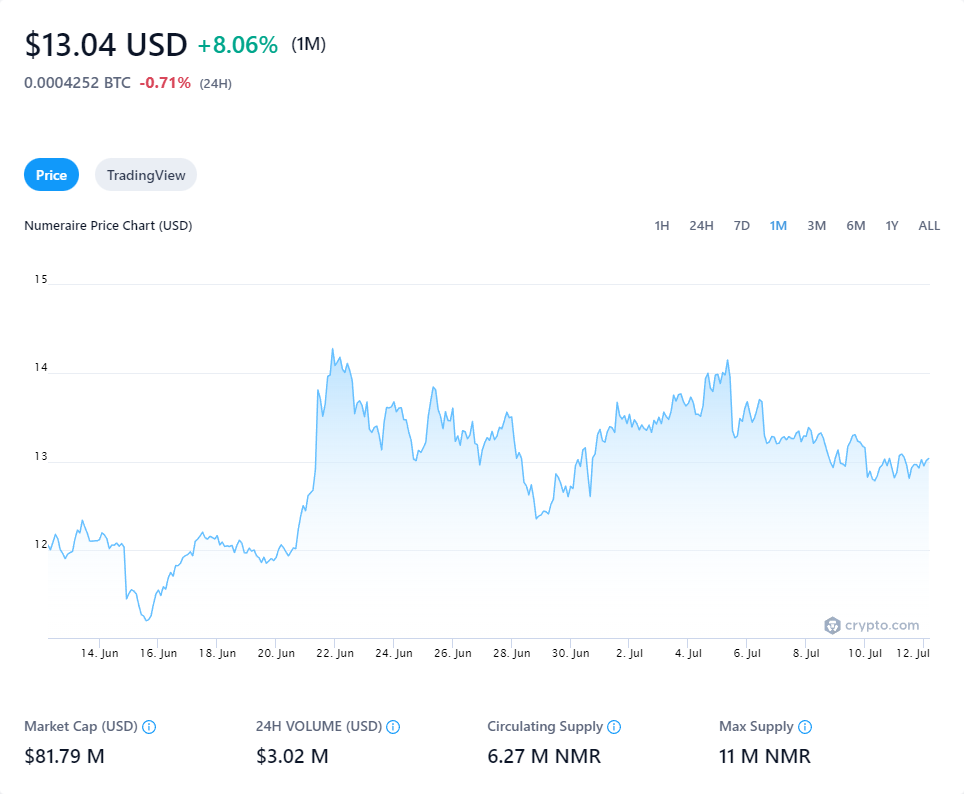 $13.04 USD +8.06% (1M)
0.0004252 BTC -0.71% (24H)
Price TradingView
Numeraire Price Chart (USD) 1H 24H 7D 1M 3M 6M 1Y ALL
15
14
13
12
crypto.com
14. Jun 16. Jun 18. Jun 20. Jun 22. Jun 24. Jun 26. Jun 28. Jun 30. Jun 2. Jul 4. Jul 6. Jul 8. Jul 10. Jul 12. Jul
Market Cap (USD) 24H VOLUME (USD) Circulating Supply Max Supply
$81.79 M $3.02 M 6.27 M NMR 11 M NMR